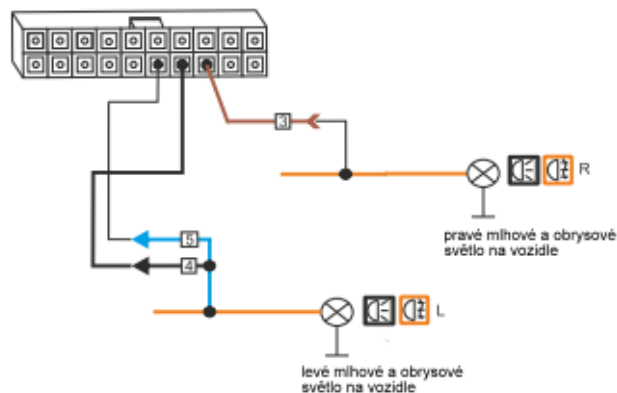 3
R
pravé mlhové a obrysové
světlo na vozidle
5
4
L
levé mlhové a obrysové
světlo na vozidle